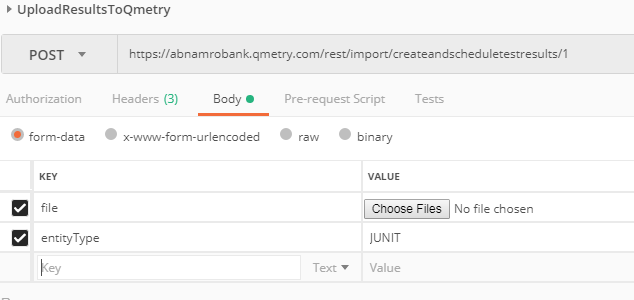 UploadResultsToQmetry
POST https://abnamrobank.qmetry.com/rest/import/createandscheduletestresults/1
Authorization Headers (3) Body Pre-request Script Tests
form-data x-www-form-urlencoded raw binary
KEY VALUE
file Choose Files No file chosen
entityType JUNIT
Key Text Value